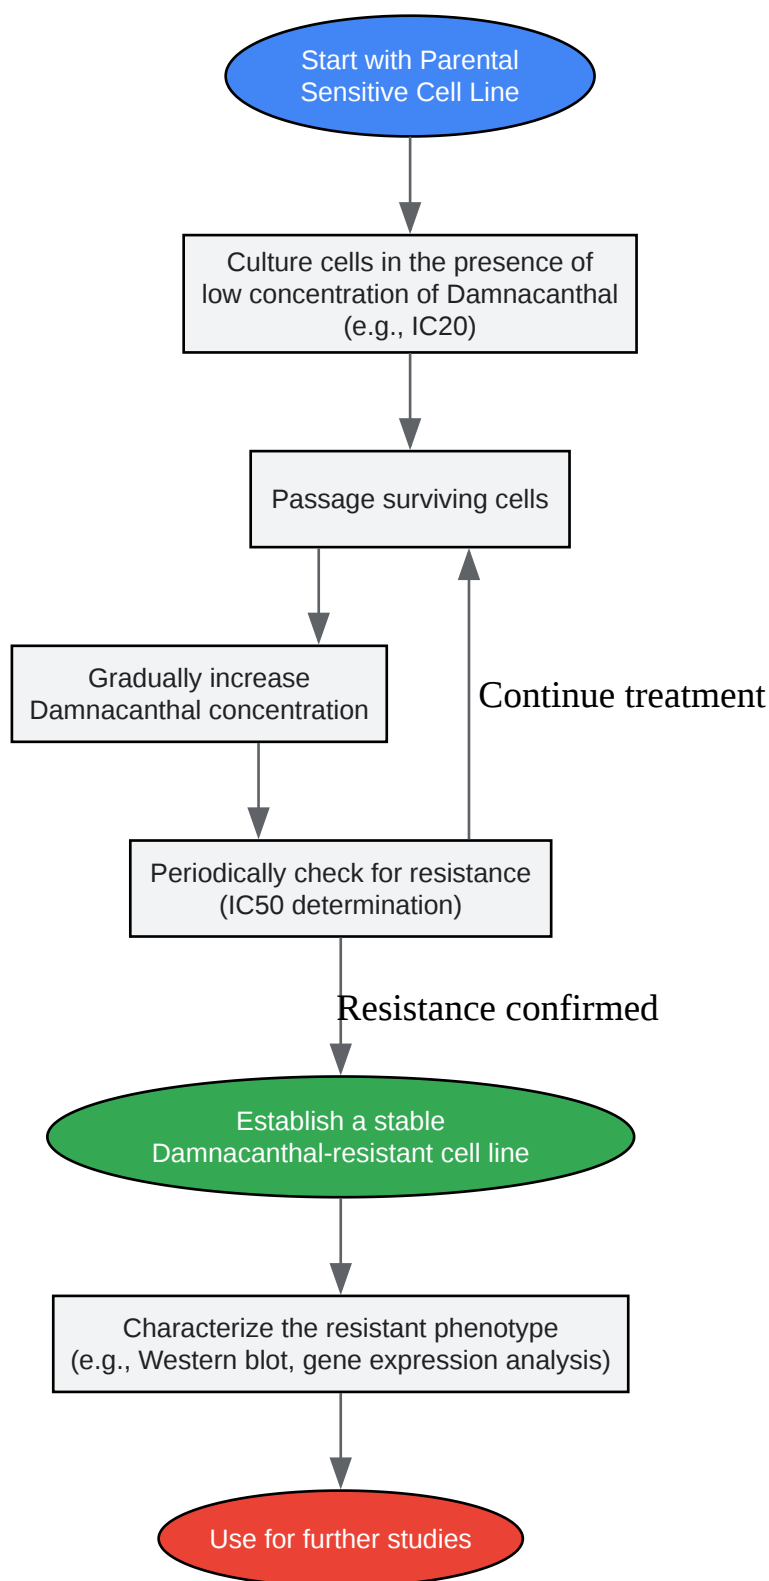 Start with Parental
Sensitive Cell Line
Culture cells in the presence of
low concentration of Damnacanthal
(e.g., IC20)
Passage surviving cells
Gradually increase
Damnacanthal concentration
Continue treatment
Periodically check for resistance
(IC50 determination)
Resistance confirmed
Establish a stable
Damnacanthal-resistant cell line
Characterize the resistant phenotype
(e.g., Western blot, gene expression analysis)
Use for further studies